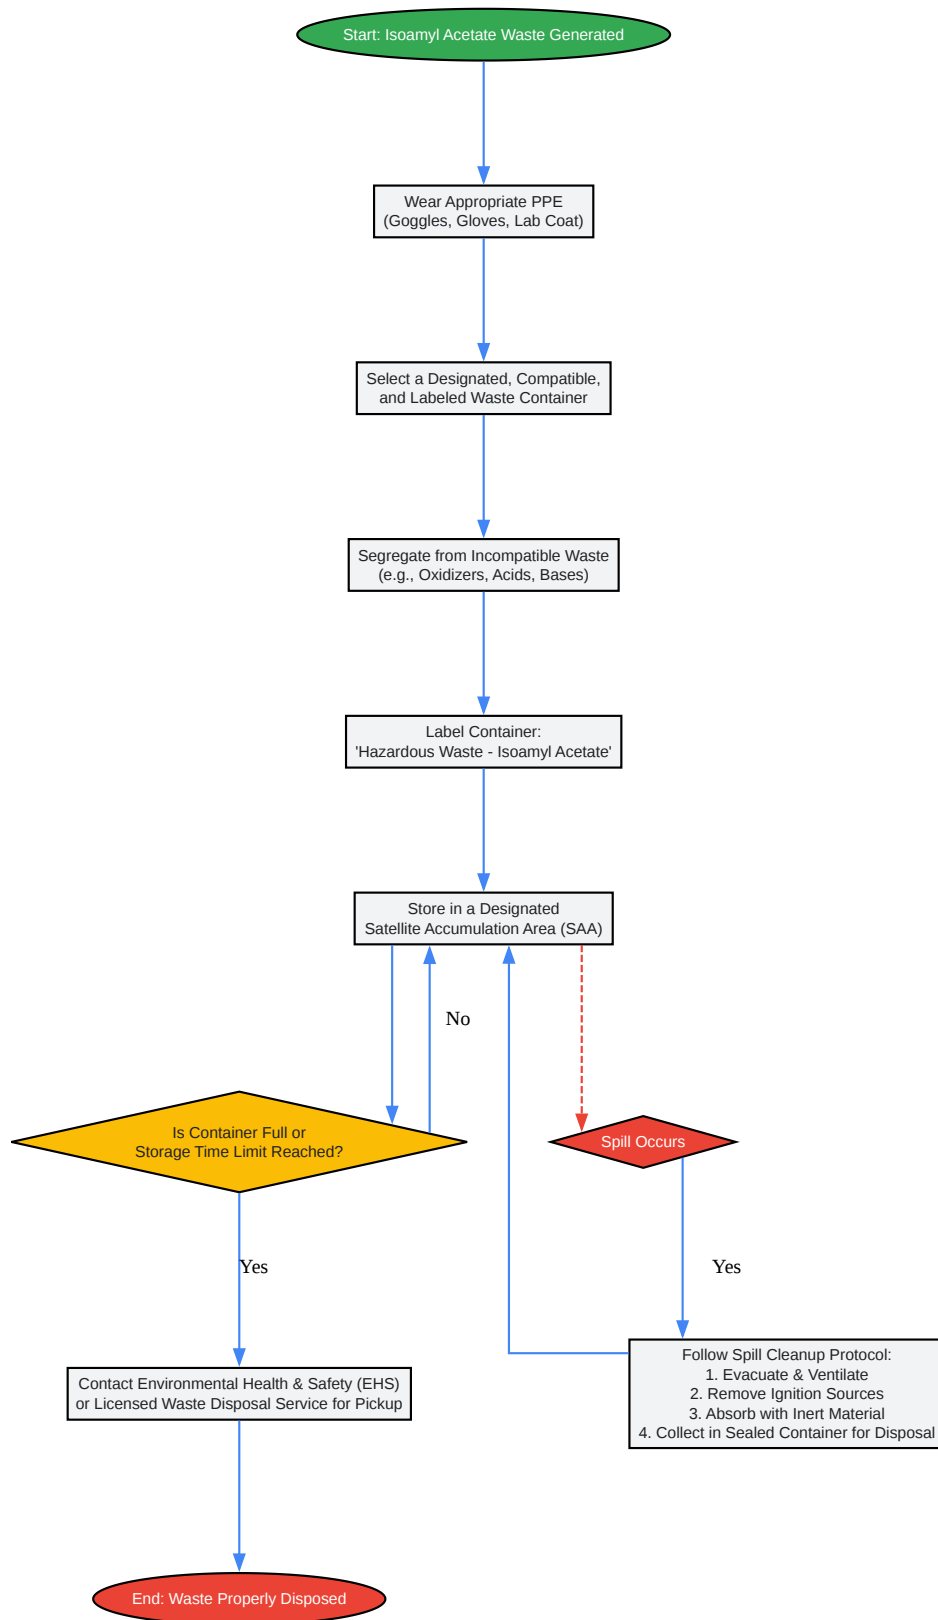 Start: Isoamyl Acetate Waste Generated
Wear Appropriate PPE
(Goggles, Gloves, Lab Coat)
Select a Designated, Compatible,
and Labeled Waste Container
Segregate from Incompatible Waste
(e.g., Oxidizers, Acids, Bases)
Label Container:
'Hazardous Waste - Isoamyl Acetate'
Store in a Designated
Satellite Accumulation Area (SAA)
No
Is Container Full or
Storage Time Limit Reached?
Spill Occurs
Yes
Yes
Contact Environmental Health & Safety (EHS)
or Licensed Waste Disposal Service for Pickup
Follow Spill Cleanup Protocol:
1. Evacuate & Ventilate
2. Remove Ignition Sources
3. Absorb with Inert Material
4. Collect in Sealed Container for Disposal
End: Waste Properly Disposed